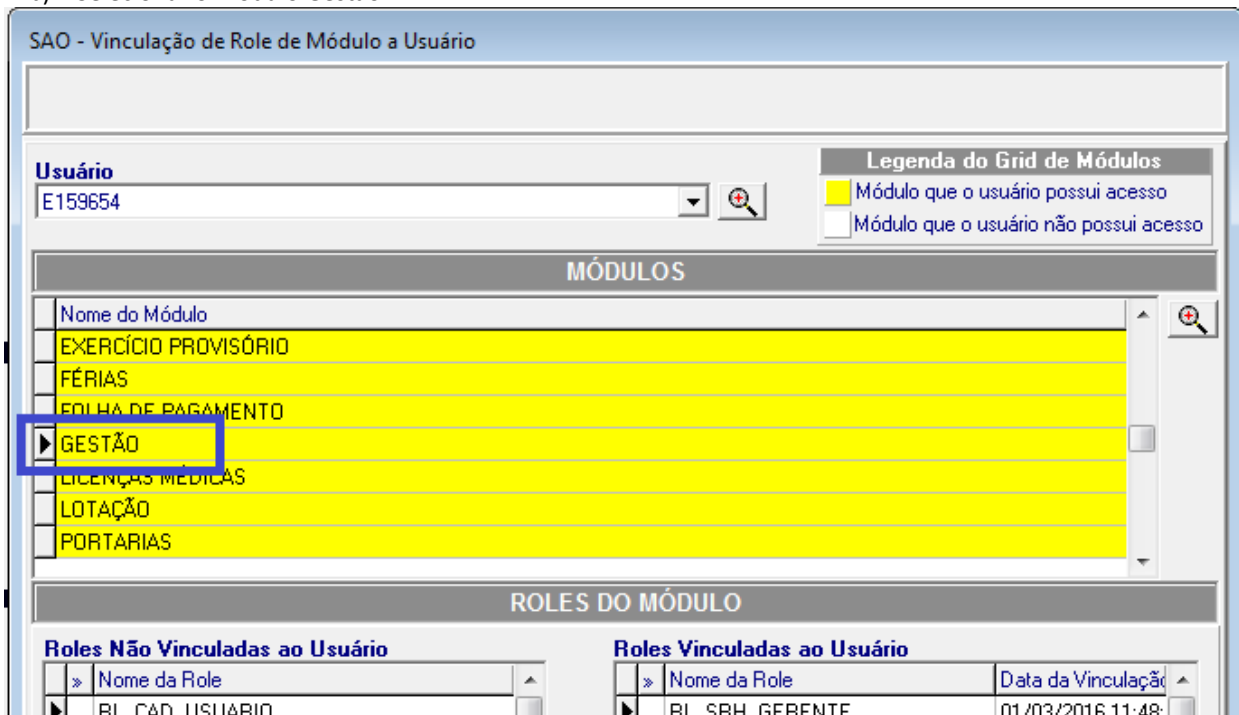 SAO - Vinculação de Role de Módulo a Usuário
Usuário
E159654
Legenda do Grid de Módulos
Módulo que o usuário possui acesso
Módulo que o usuário não possui acesso
MÓDULOS
Nome do Módulo
EXERCÍCIO PROVISÓRIO
FÉRIAS
FOLHA DE PAGAMENTO
GESTÃO
LICENÇAS MÉDICAS
LOTAÇÃO
PORTARIAS
ROLES DO MÓDULO
Roles Não Vinculadas ao Usuário
Roles Vinculadas ao Usuário
» Nome da Role
» Nome da Role Data da Vinculação
RL_CAD_USUARIO
RL_SRH_GERENTE 01/03/2016 11:48: